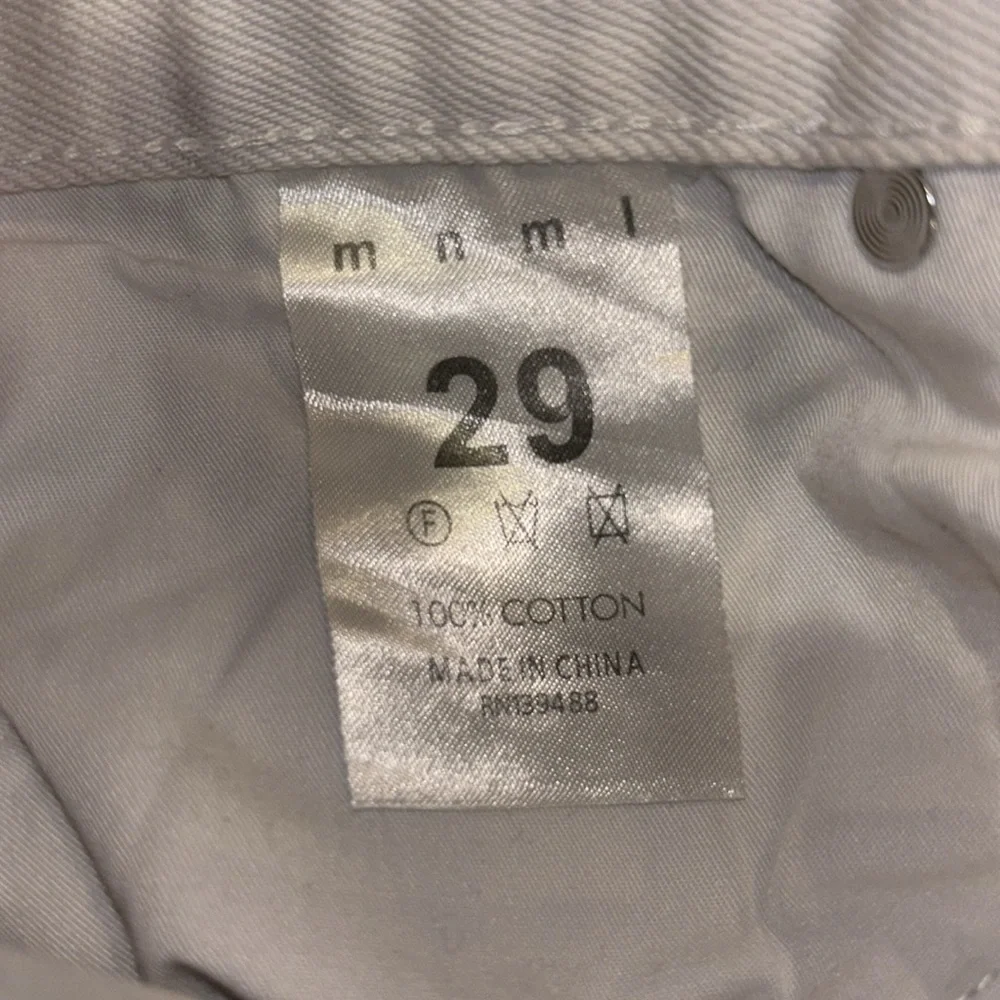 m n m l
29
F
100% COTTON
MADE IN CHINA
RN139488